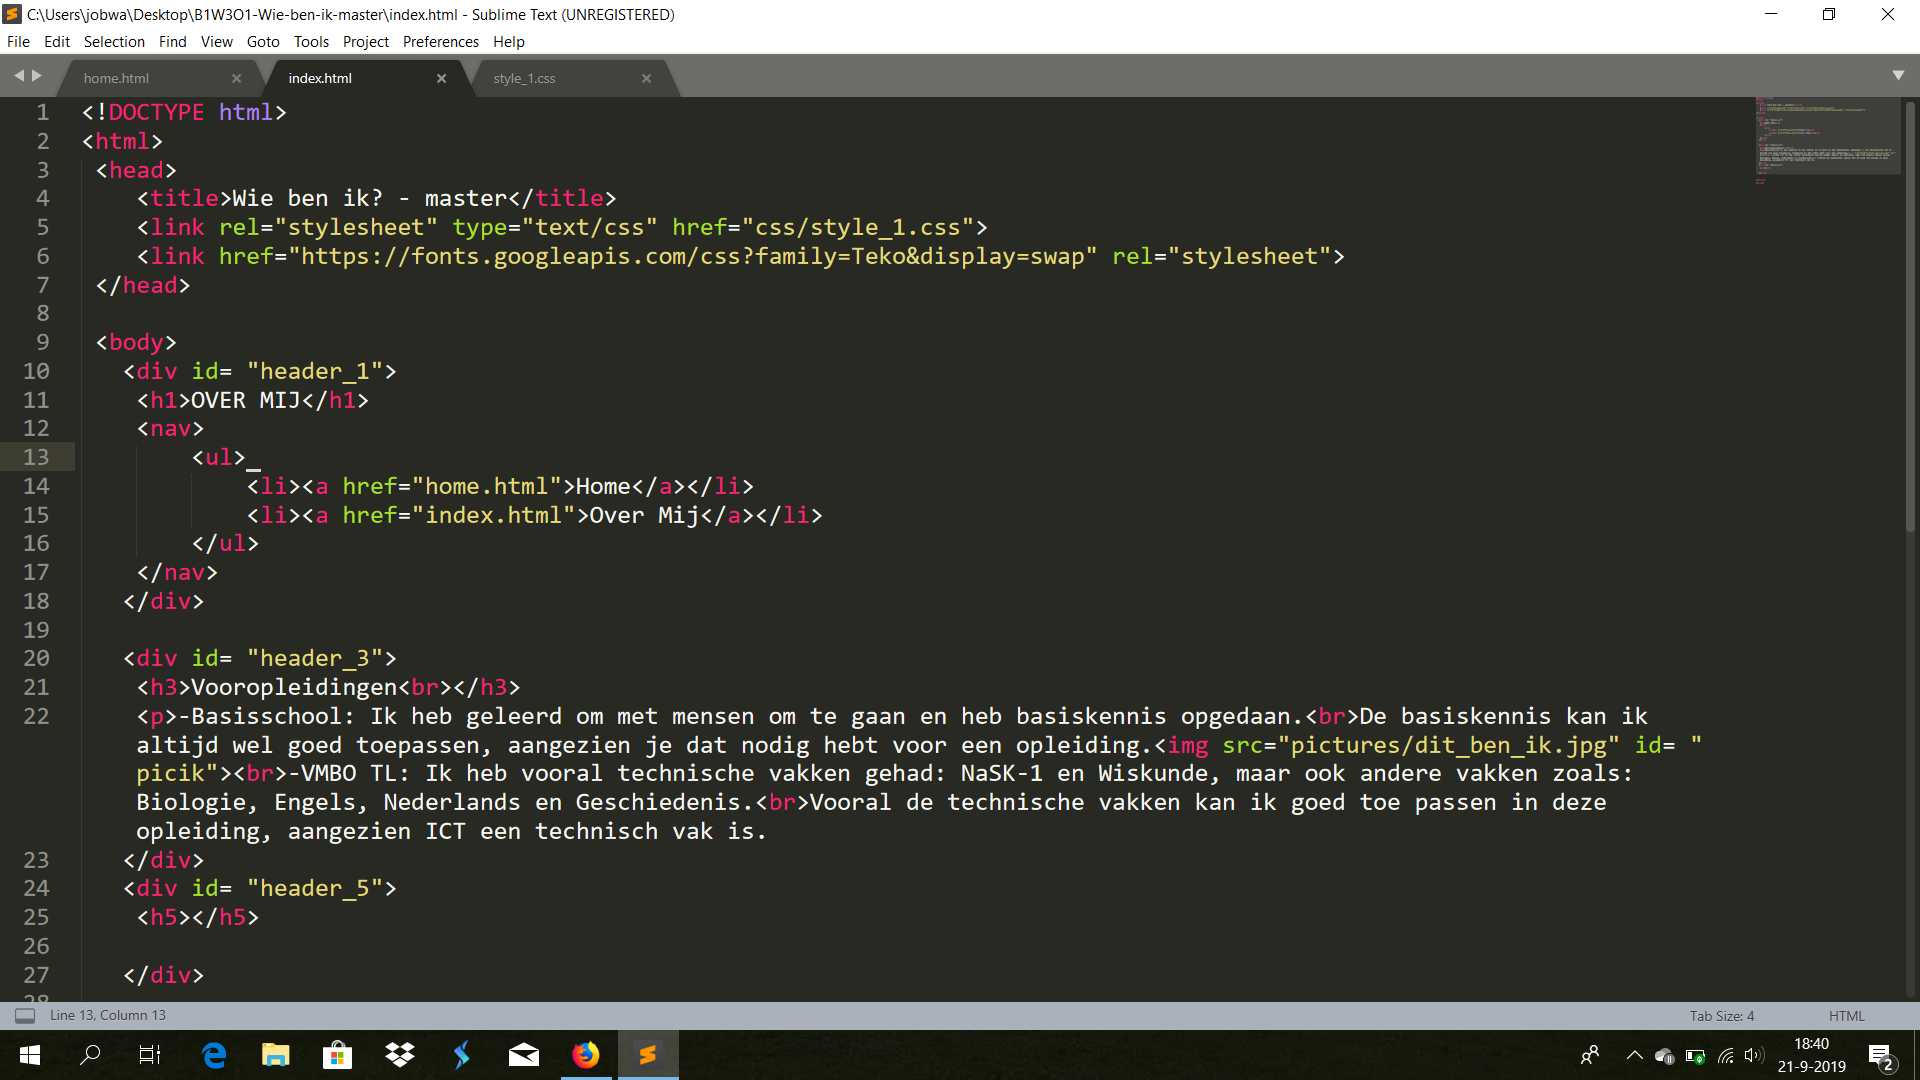 C:\Users\jobwa\Desktop\B1W3O1-Wie-ben-ik-master\index.html - Sublime Text (UNREGISTERED)
File Edit Selection Find View Goto Tools Project Preferences Help
home.html index.html style_1.css
1 <!DOCTYPE html>
2 <html>
3 <head>
4 <title>Wie ben ik? - master</title>
5 <link rel="stylesheet" type="text/css" href="css/style_1.css">
6 <link href="https://fonts.googleapis.com/css?family=Teko&display=swap" rel="stylesheet">
7 </head>
8
9 <body>
10 <div id= "header_1">
11 <h1>OVER MIJ</h1>
12 <nav>
13 <ul>
14 <li><a href="home.html">Home</a></li>
15 <li><a href="index.html">Over Mij</a></li>
16 </ul>
17 </nav>
18 </div>
19
20 <div id= "header_3">
21 <h3>Vooropleidingen<br></h3>
22 <p>-Basisschool: Ik heb geleerd om met mensen om te gaan en heb basiskennis opgedaan.<br>De basiskennis kan ik
altijd wel goed toepassen, aangezien je dat nodig hebt voor een opleiding.<img src="pictures/dit_ben_ik.jpg" id= "
picik"><br>-VMBO TL: Ik heb vooral technische vakken gehad: NaSK-1 en Wiskunde, maar ook andere vakken zoals:
Biologie, Engels, Nederlands en Geschiedenis.<br>Vooral de technische vakken kan ik goed toe passen in deze
opleiding, aangezien ICT een technisch vak is.
23 </div>
24 <div id= "header_5">
25 <h5></h5>
26
27 </div>
28
Line 13, Column 13 Tab Size: 4 HTML
18:40
21-9-2019
2